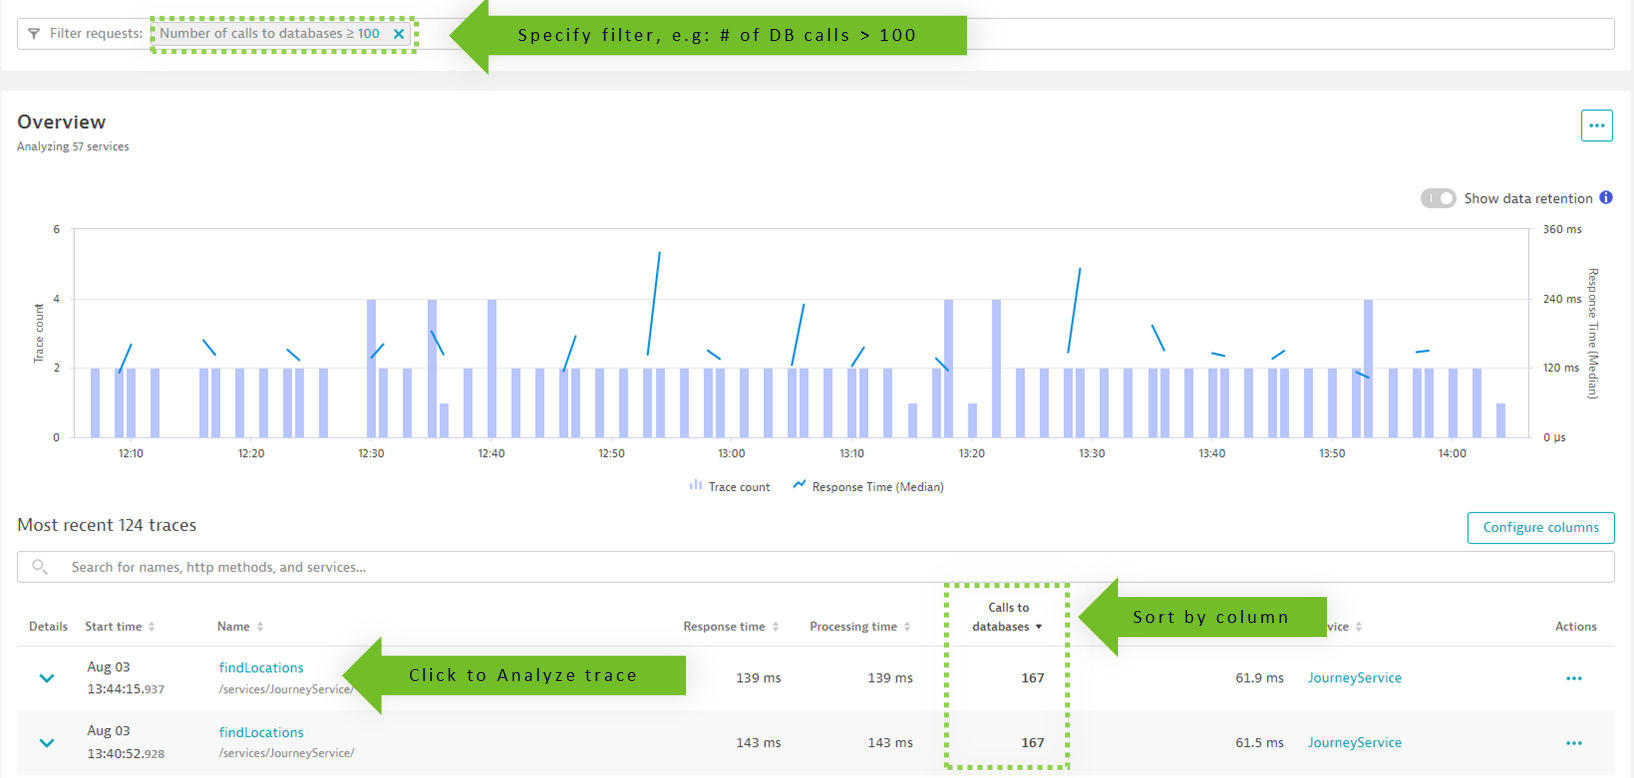 Filter requests: Number of calls to databases ≥ 100 ✕
Specify filter, e.g: # of DB calls > 100
Overview
Analyzing 57 services
Show data retention
6
4
2
0
Trace count
360 ms
240 ms
120 ms
0 µs
Response Time (Median)
12:10 12:20 12:30 12:40 12:50 13:00 13:10 13:20 13:30 13:40 13:50 14:00
Trace count Response Time (Median)
Most recent 124 traces
Configure columns
Search for names, http methods, and services...
Details Start time Name Response time Processing time Calls to databases vice Actions
Sort by column
Aug 03
13:44:15.937
findLocations
/services/JourneyService/
Click to Analyze trace
139 ms 139 ms 167 61.9 ms JourneyService
Aug 03
13:40:52.928
findLocations
/services/JourneyService/
143 ms 143 ms 167 61.5 ms JourneyService